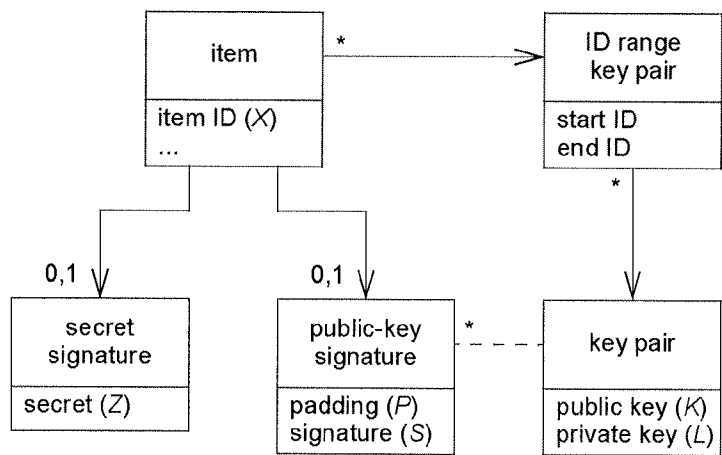 item
item ID (X)
...
*
ID range
key pair
start ID
end ID
*
0,1
secret
signature
secret (Z)
0,1
public-key
signature
padding (P)
signature (S)
*
key pair
public key (K)
private key (L)